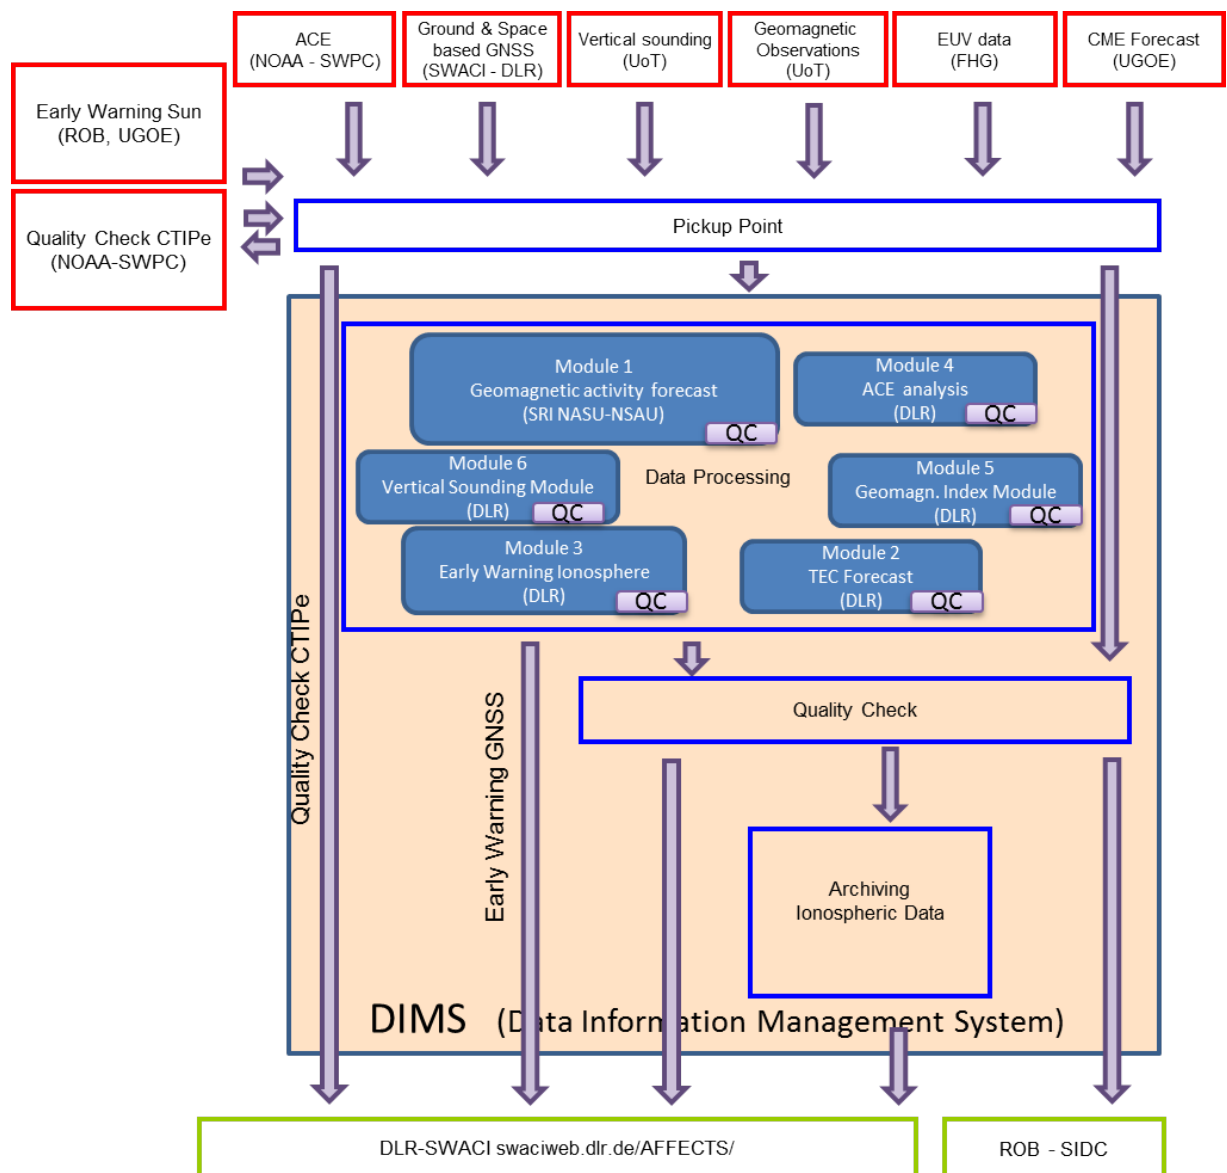 ACE
(NOAA - SWPC)
Ground & Space
based GNSS
(SWACI - DLR)
Vertical sounding
(UoT)
Geomagnetic
Observations
(UoT)
EUV data
(FHG)
CME Forecast
(UGOE)
Early Warning Sun
(ROB, UGOE)
Quality Check CTIPe
(NOAA-SWPC)
Pickup Point
Module 1
Geomagnetic activity forecast
(SRI NASU-NSAU)
QC
Module 4
ACE analysis
(DLR)
QC
Module 6
Vertical Sounding Module
(DLR)
QC
Data Processing
Module 5
Geomagn. Index Module
(DLR)
QC
Module 3
Early Warning Ionosphere
(DLR)
QC
Module 2
TEC Forecast
(DLR)
QC
Quality Check CTIPe
Early Warning GNSS
Quality Check
Archiving
Ionospheric Data
DIMS (Data Information Management System)
DLR-SWACI swaciweb.dlr.de/AFFECTS/
ROB - SIDC